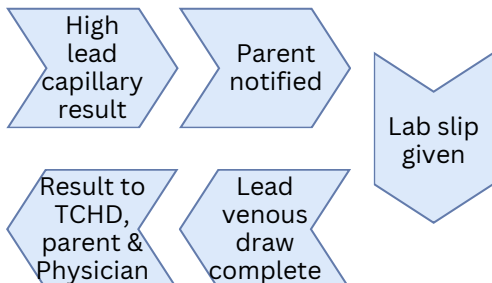 High
lead
capillary
result
Parent
notified
Lab slip
given
Lead
venous
draw
complete
Result to
TCHD,
parent &
Physician